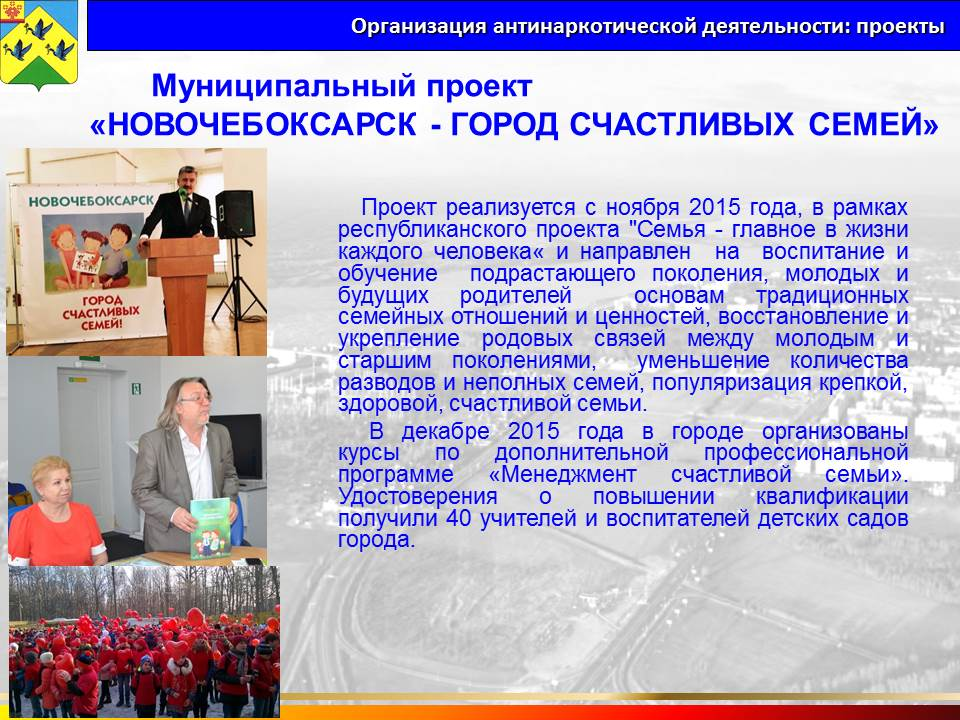 Организация антинаркотической деятельности: проекты
Муниципальный проект
«НОВОЧЕБОКСАРСК - ГОРОД СЧАСТЛИВЫХ СЕМЕЙ»
НОВОЧЕБОКСАРСК
ГОРОД
СЧАСТЛИВЫХ
СЕМЕЙ!
Проект реализуется с ноября 2015 года, в рамках
республиканского проекта "Семья - главное в жизни
каждого человека« и направлен на воспитание и
обучение подрастающего поколения, молодых и
будущих родителей основам традиционных
семейных отношений и ценностей, восстановление и
укрепление родовых связей между молодым и
старшим поколениями, уменьшение количества
разводов и неполных семей, популяризация крепкой,
здоровой, счастливой семьи.
В декабре 2015 года в городе организованы
курсы по дополнительной профессиональной
программе «Менеджмент счастливой семьи».
Удостоверения о повышении квалификации
получили 40 учителей и воспитателей детских садов
города.